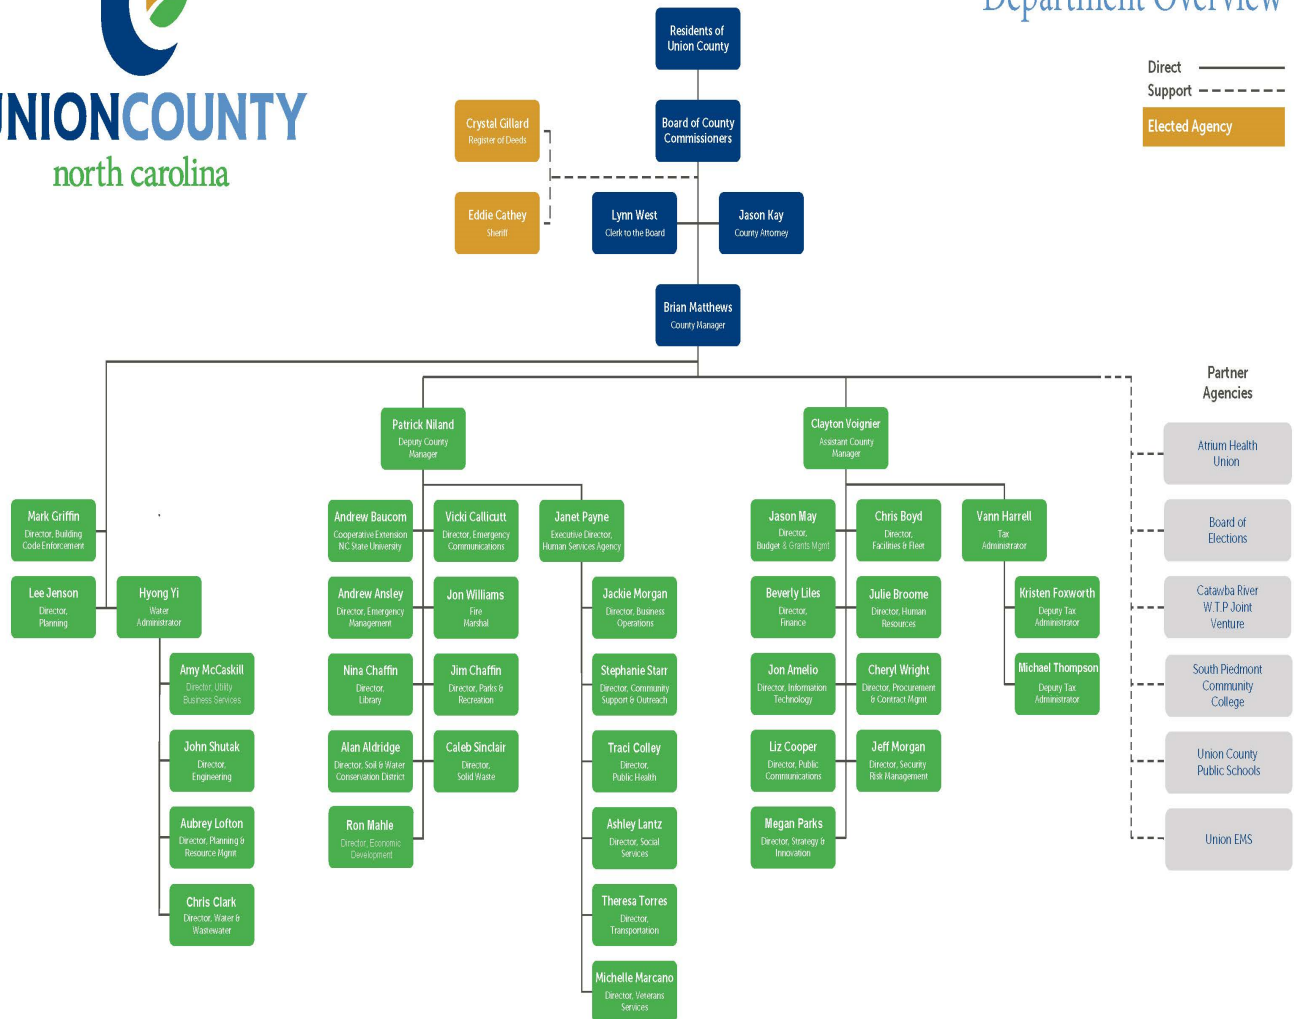 Department Overview
UNIONCOUNTY
north carolina
Direct
Support
Elected Agency
Residents of
Union County
Board of County
Commissioners
Crystal Gillard
Register of Deeds
Eddie Cathey
Sheriff
Lynn West
Clerk to the Board
Jason Kay
County Attorney
Brian Matthews
County Manager
Patrick Niland
Deputy County
Manager
Clayton Voignier
Assistant County
Manager
Mark Griffin
Director, Building
Code Enforcement
Lee Jenson
Director,
Planning
Hyong Yi
Water
Administrator
Amy McCaskill
Director, Utility
Business Services
John Shutak
Director,
Engineering
Aubrey Lofton
Director, Planning &
Resource Mgmt
Chris Clark
Director, Water &
Wastewater
Andrew Baucom
Cooperative Extension
NC State University
Vicki Callicutt
Director, Emergency
Communications
Andrew Ansley
Director, Emergency
Management
Jon Williams
Fire
Marshal
Nina Chaffin
Director,
Library
Jim Chaffin
Director, Parks &
Recreation
Alan Aldridge
Director, Soil & Water
Conservation District
Caleb Sinclair
Director,
Solid Waste
Ron Mahle
Director, Economic
Development
Janet Payne
Executive Director,
Human Services Agency
Jackie Morgan
Director, Business
Operations
Stephanie Starr
Director, Community
Support & Outreach
Traci Colley
Director,
Public Health
Ashley Lantz
Director, Social
Services
Theresa Torres
Director,
Transportation
Michelle Marcano
Director, Veterans
Services
Jason May
Director,
Budget & Grants Mgmt
Chris Boyd
Director,
Facilities & Fleet
Beverly Liles
Director,
Finance
Julie Broome
Director, Human
Resources
Jon Amelio
Director, Information
Technology
Cheryl Wright
Director, Procurement
& Contract Mgmt
Liz Cooper
Director, Public
Communications
Jeff Morgan
Director, Security
Risk Management
Megan Parks
Director, Strategy &
Innovation
Vann Harrell
Tax
Administrator
Kristen Foxworth
Deputy Tax
Administrator
Michael Thompson
Deputy Tax
Administrator
Partner
Agencies
Atrium Health
Union
Board of
Elections
Catawba River
W.T.P Joint
Venture
South Piedmont
Community
College
Union County
Public Schools
Union EMS